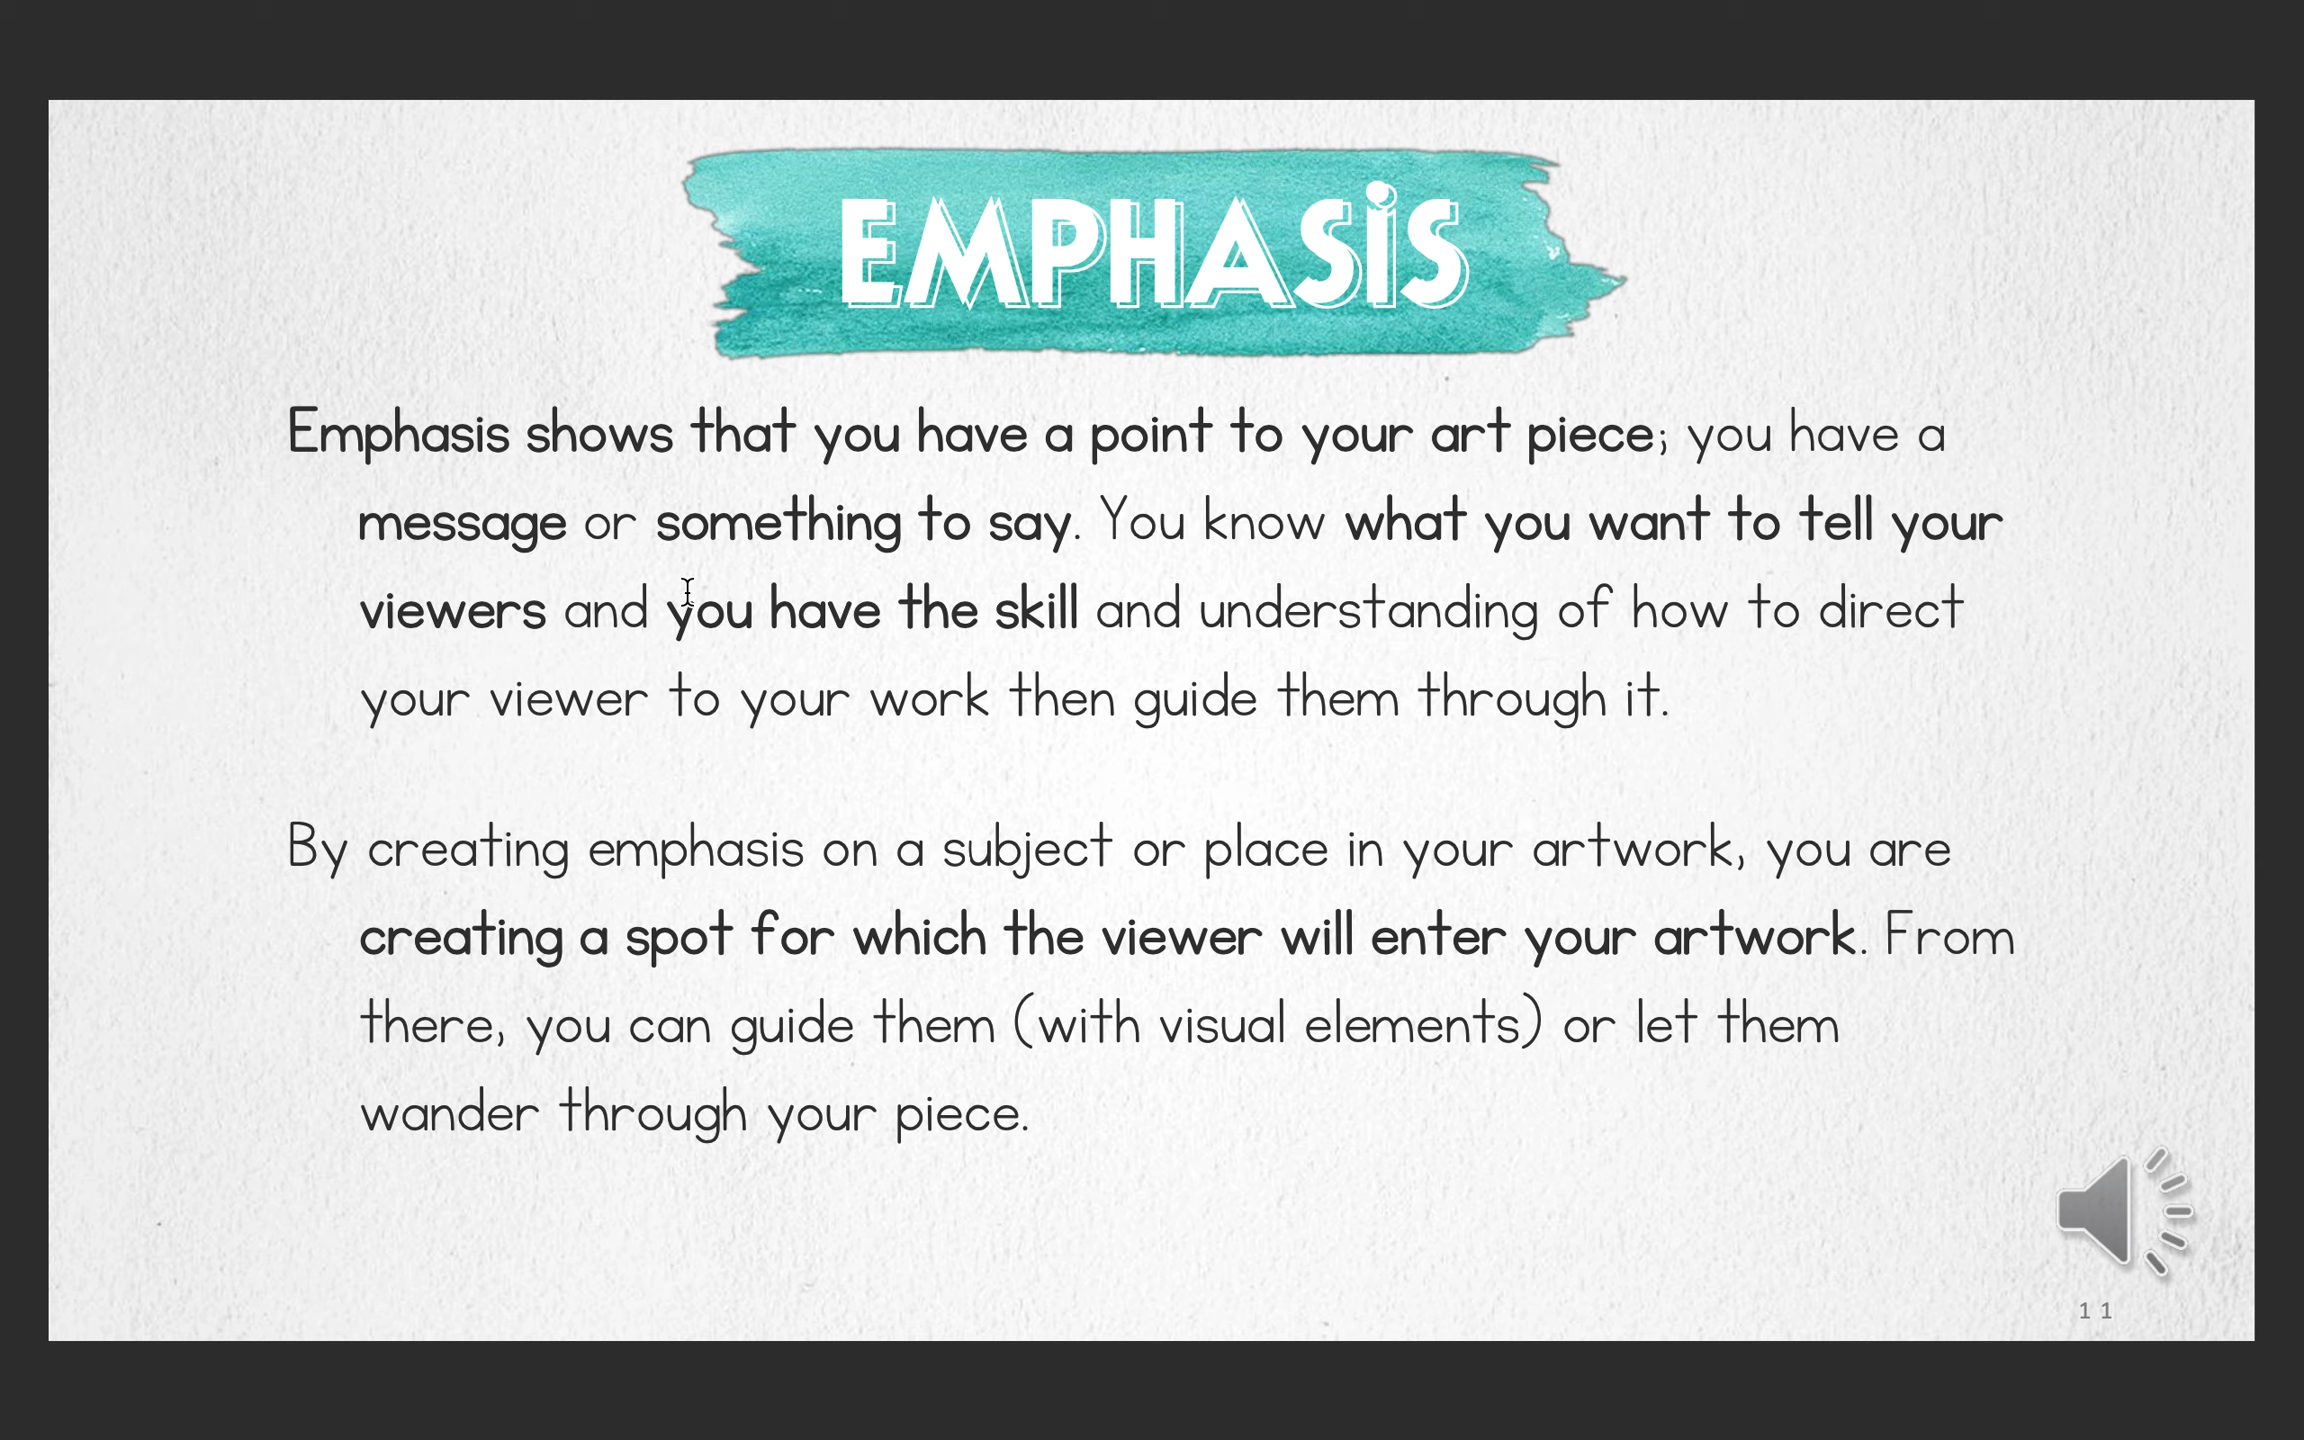 EMPHASiS
Emphasis shows that you have a point to your art piece; you have a
message or something to say. You know what you want to tell your
viewers and you have the skill and understanding of how to direct
your viewer to your work then guide them through it.
By creating emphasis on a subject or place in your artwork, you are
creating a spot for which the viewer will enter your artwork. From
there, you can guide them (with visual elements) or let them
wander through your piece.
11